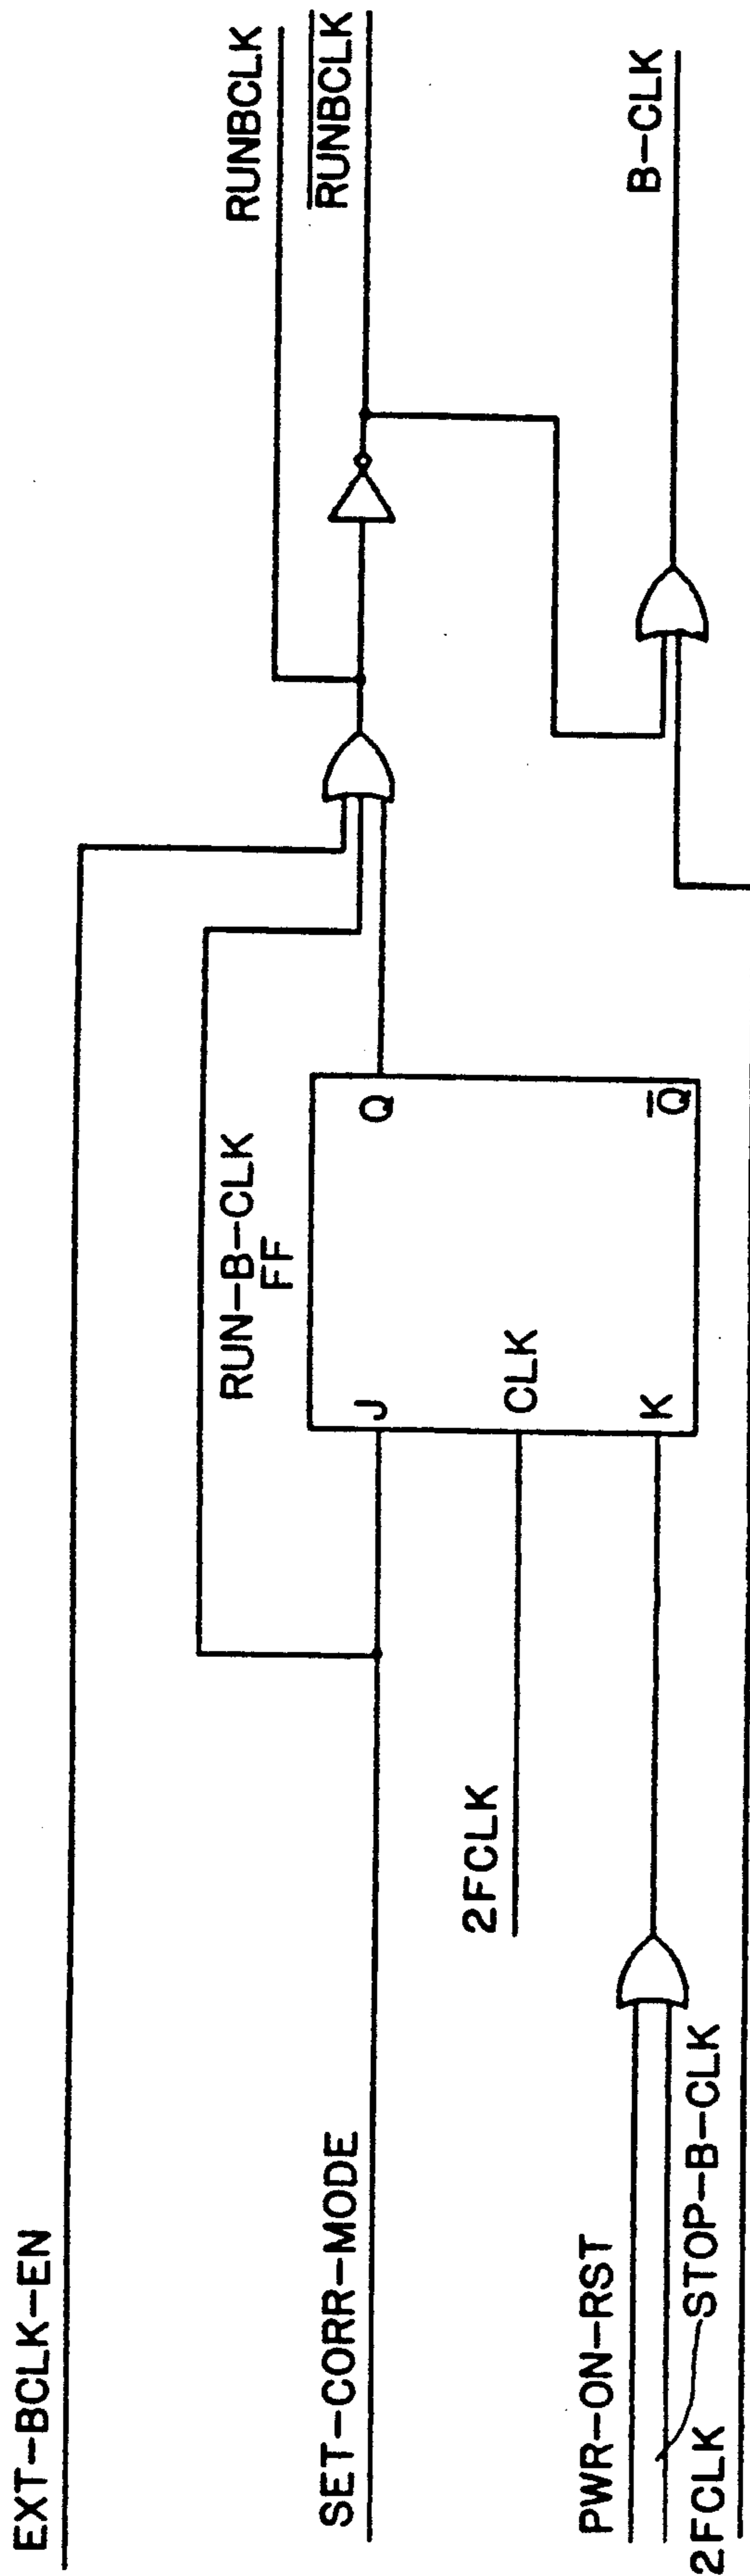 EXT-BCLK-EN
SET-CORR-MODE
PWR-ON-RST
STOP-B-CLK
2FCLK
2FCLK
RUN-B-CLK
FF
J
CLK
K
Q
Q̅
RUNBCLK
R̅U̅N̅B̅C̅L̅K̅
B-CLK